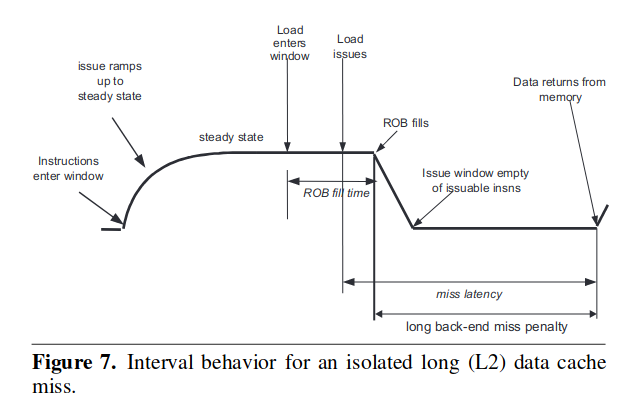 Load
enters
window
Load
issues
issue ramps
up to
steady state
Data returns from
memory
ROB fills
steady state
Instructions
enter window
Issue window empty
of issuable insns
ROB fill time
miss latency
long back-end miss penalty
Figure 7. Interval behavior for an isolated long (L2) data cache
miss.